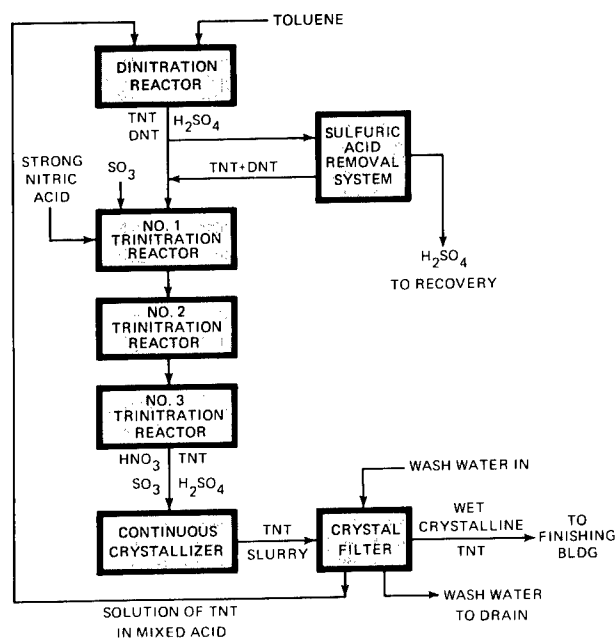 TOLUENE
DINITRATION
REACTOR
TNT H₂SO₄
DNT
SULFURIC
ACID
REMOVAL
SYSTEM
STRONG
NITRIC
ACID
SO₃
TNT+DNT
NO. 1
TRINITRATION
REACTOR
H₂SO₄
TO RECOVERY
NO. 2
TRINITRATION
REACTOR
NO. 3
TRINITRATION
REACTOR
HNO₃ TNT
SO₃ H₂SO₄
WASH WATER IN
CONTINUOUS
CRYSTALLIZER
TNT
SLURRY
CRYSTAL
FILTER
WET
CRYSTALLINE
TNT
TO
FINISHING
BLDG
SOLUTION OF TNT
IN MIXED ACID
WASH WATER
TO DRAIN